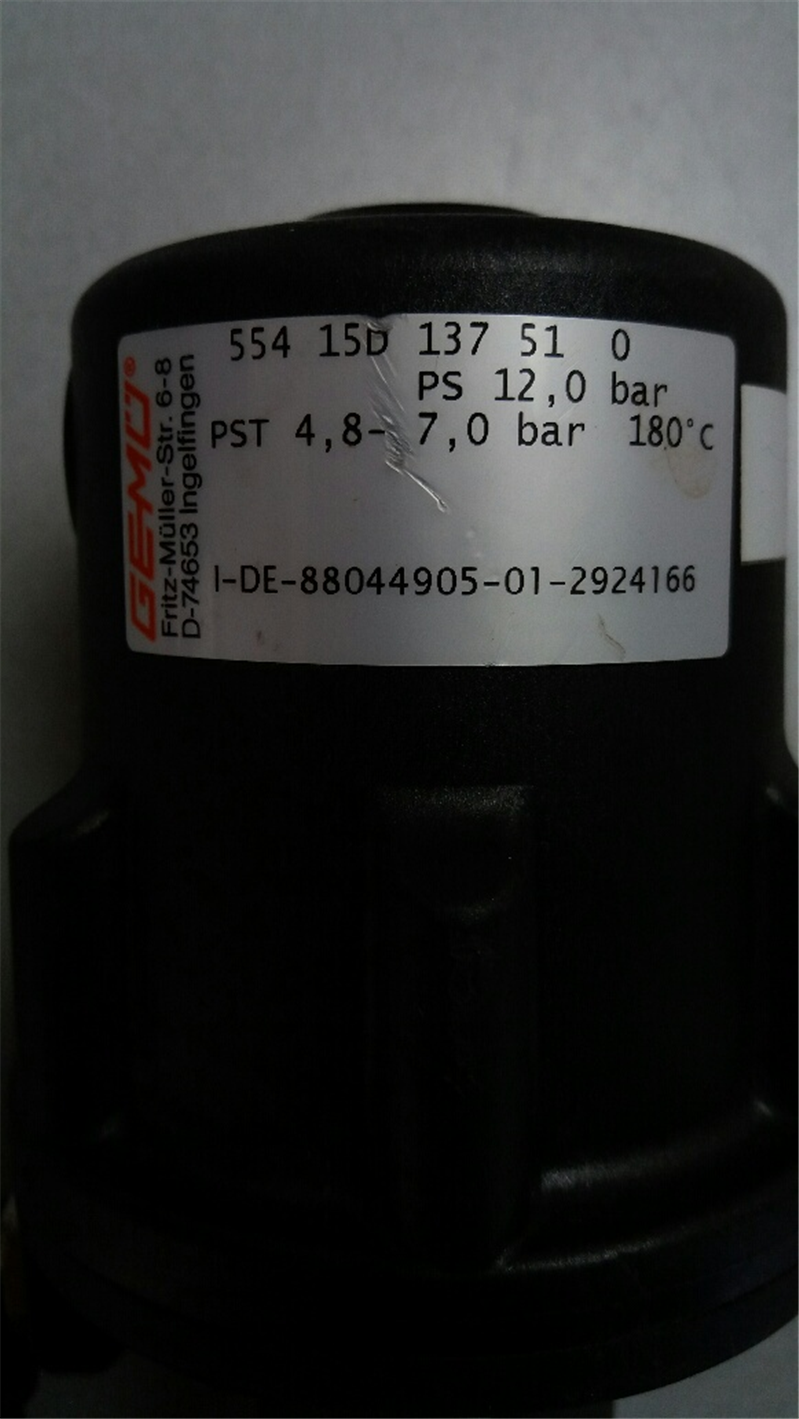 554 15D 137 51 0
PS 12,0 bar
PST 4,8- 7,0 bar 180°C
I-DE-88044905-01-2924166
GEMÜ®
Fritz-Müller-Str. 6-8
D-74653 Ingelfingen